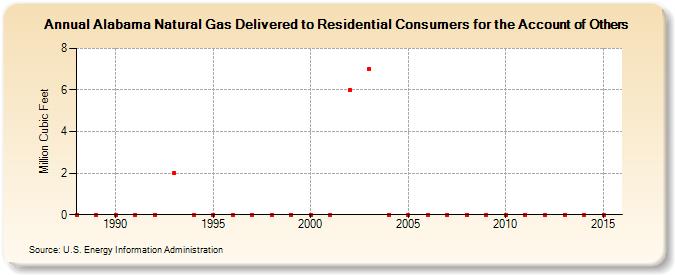 Annual Alabama Natural Gas Delivered to Residential Consumers for the Account of Others
Million Cubic Feet
8
6
4
2
0
1990 1995 2000 2005 2010 2015
Source: U.S. Energy Information Administration